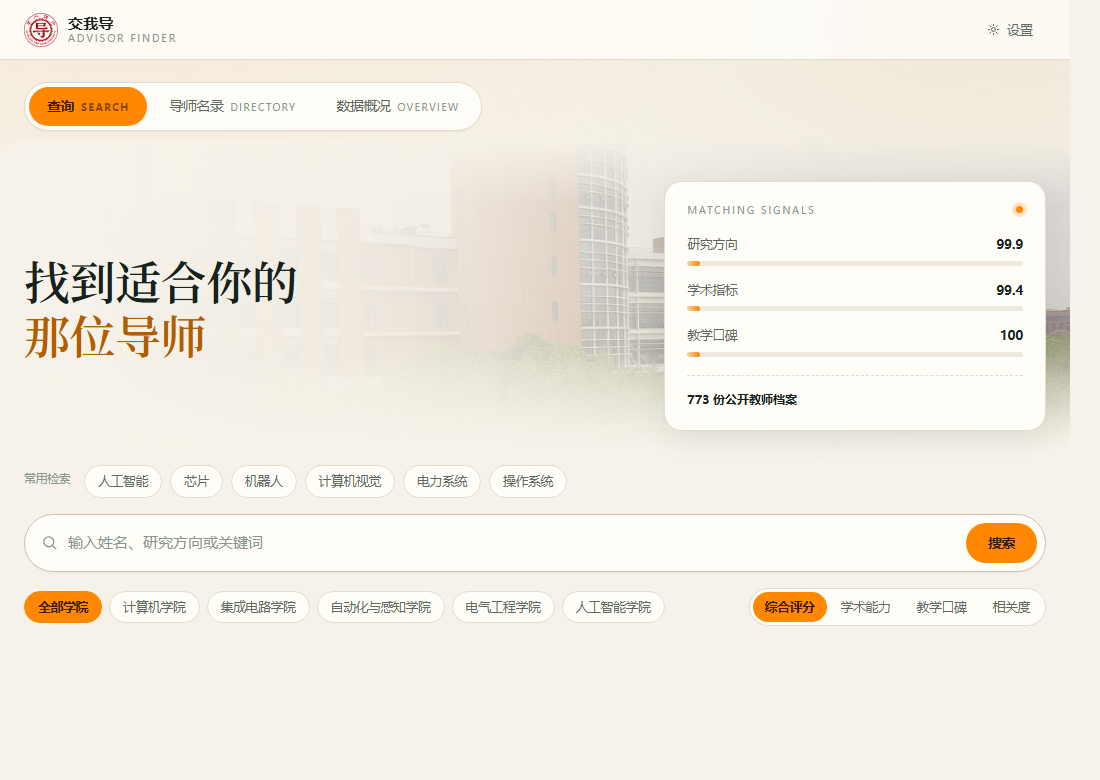 交我导
ADVISOR FINDER
设置
查询 SEARCH 导师名录 DIRECTORY 数据概况 OVERVIEW
找到适合你的
那位导师
MATCHING SIGNALS
研究方向 99.9
学术指标 99.4
教学口碑 100
773 份公开教师档案
常用检索 人工智能 芯片 机器人 计算机视觉 电力系统 操作系统
输入姓名、研究方向或关键词 搜索
全部学院 计算机学院 集成电路学院 自动化与感知学院 电气工程学院 人工智能学院 综合评分 学术能力 教学口碑 相关度